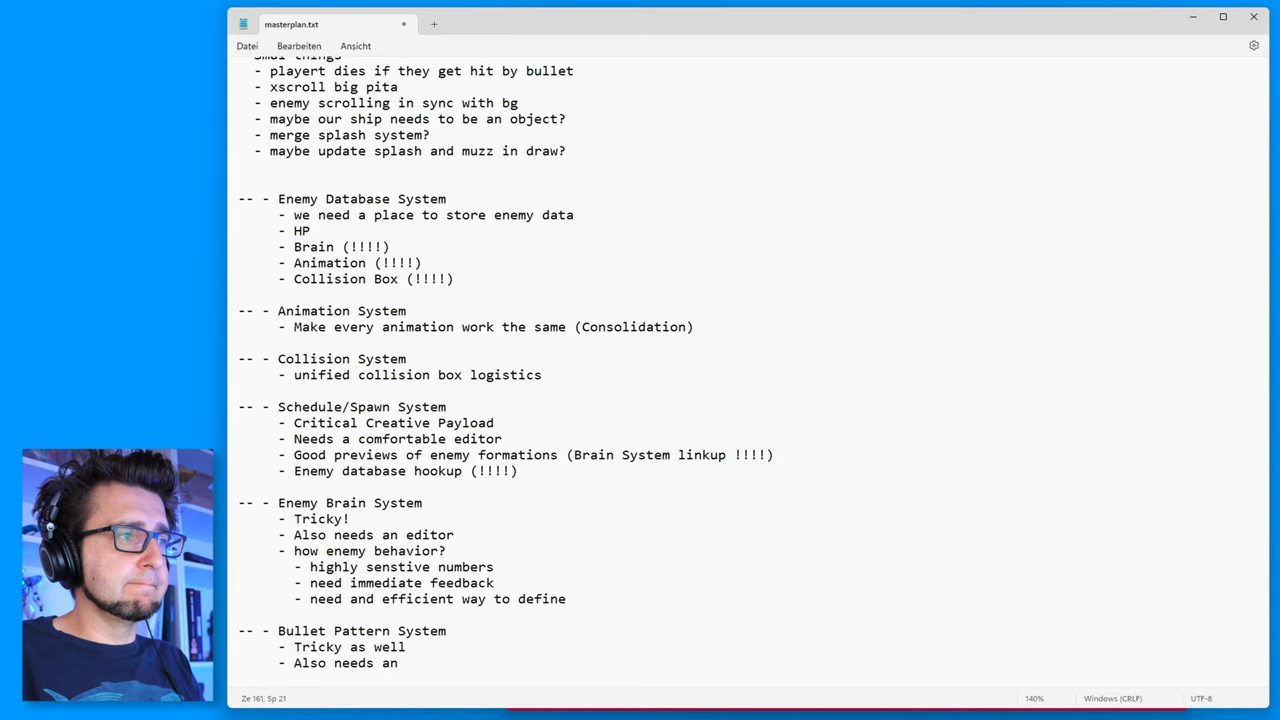 masterplan.txt
Datei Bearbeiten Ansicht
Smal things
- playert dies if they get hit by bullet
- xscroll big pita
- enemy scrolling in sync with bg
- maybe our ship needs to be an object?
- merge splash system?
- maybe update splash and muzz in draw?
-- - Enemy Database System
- we need a place to store enemy data
- HP
- Brain (!!!!)
- Animation (!!!!)
- Collision Box (!!!!)
-- - Animation System
- Make every animation work the same (Consolidation)
-- - Collision System
- unified collision box logistics
-- - Schedule/Spawn System
- Critical Creative Payload
- Needs a comfortable editor
- Good previews of enemy formations (Brain System linkup !!!!)
- Enemy database hookup (!!!!)
-- - Enemy Brain System
- Tricky!
- Also needs an editor
- how enemy behavior?
- highly senstive numbers
- need immediate feedback
- need and efficient way to define
-- - Bullet Pattern System
- Tricky as well
- Also needs an
Ze 161, Sp 21 140% Windows (CRLF) UTF-8